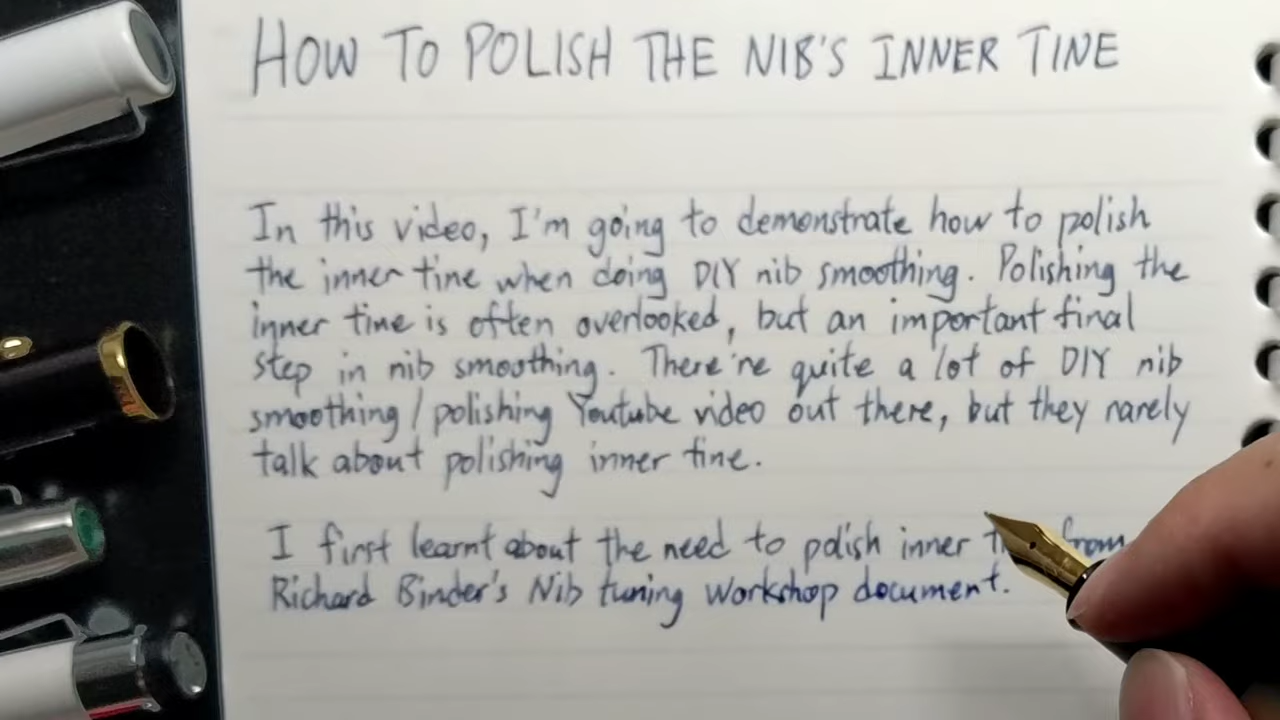 HOW TO POLISH THE NIB'S INNER TINE
In this video, I'm going to demonstrate how to polish
the inner tine when doing DIY nib smoothing. Polishing the
inner tine is often overlooked, but an important final
step in nib smoothing. There're quite a lot of DIY nib
smoothing / polishing Youtube video out there, but they rarely
talk about polishing inner tine.
I first learnt about the need to polish inner from
Richard Binder's Nib tuning workshop document.